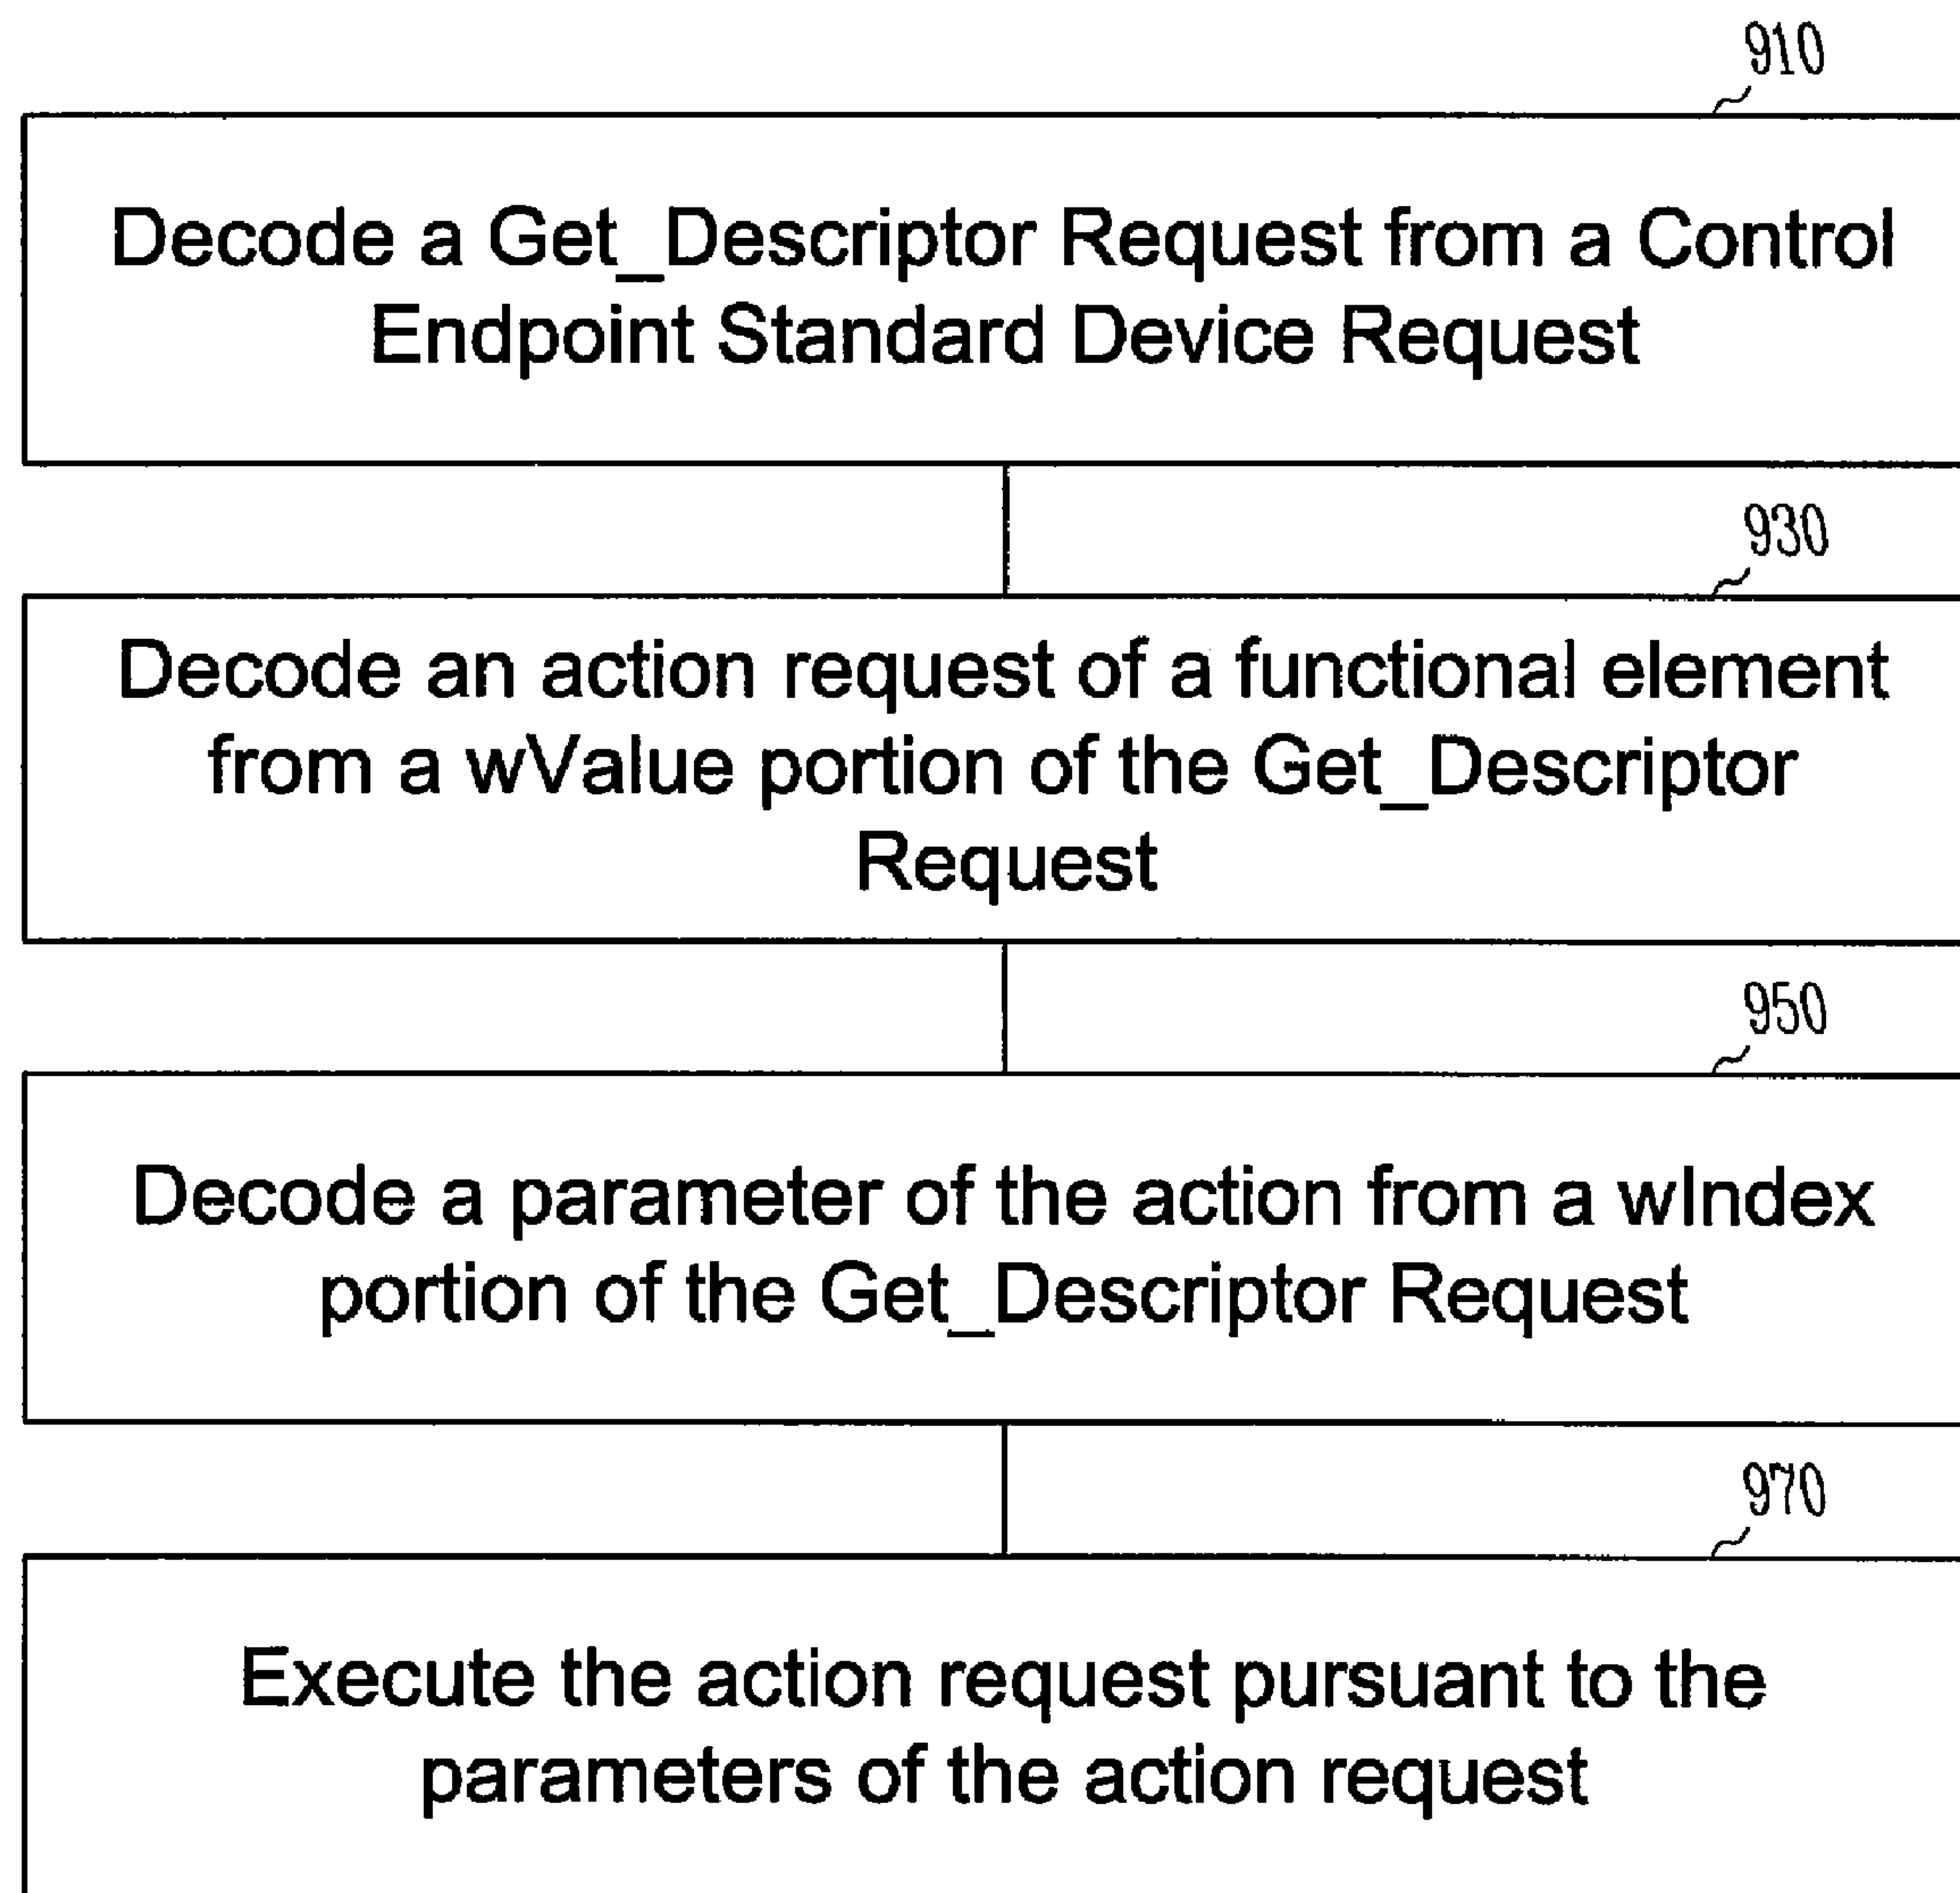 910
Decode a Get_Descriptor Request from a Control
Endpoint Standard Device Request
930
Decode an action request of a functional element
from a wValue portion of the Get_Descriptor
Request
950
Decode a parameter of the action from a wIndex
portion of the Get_Descriptor Request
970
Execute the action request pursuant to the
parameters of the action request